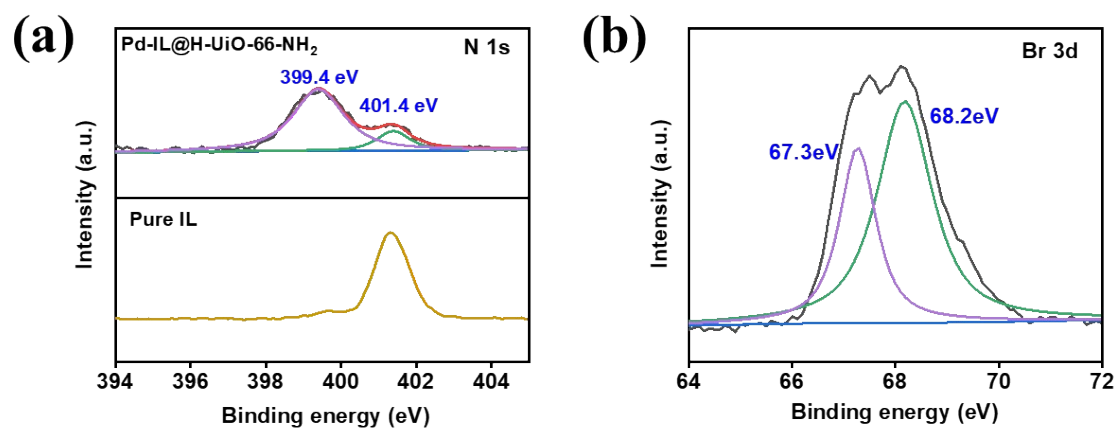 (a)
Pd-IL@H-UiO-66-NH₂
N 1s
399.4 eV
401.4 eV
Pure IL
Intensity (a.u.)
394 396 398 400 402 404
Binding energy (eV)
(b)
Br 3d
68.2eV
67.3eV
Intensity (a.u.)
64 66 68 70 72
Binding energy (eV)